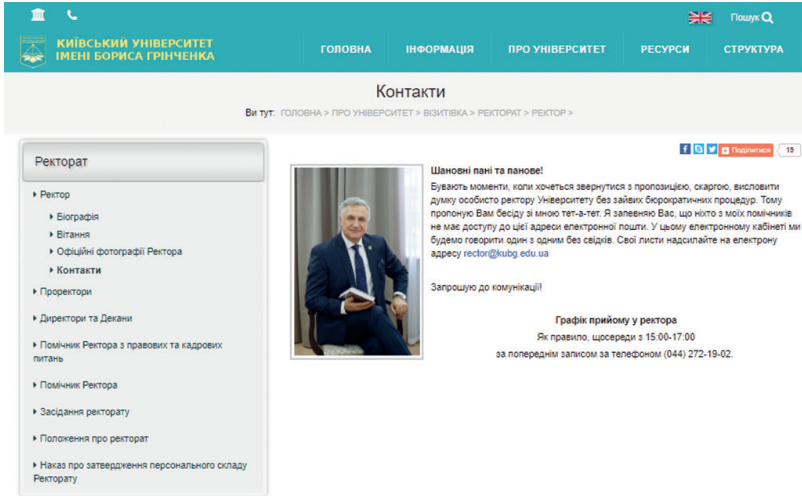 Пошук
КИЇВСЬКИЙ УНІВЕРСИТЕТ
ІМЕНІ БОРИСА ГРІНЧЕНКА
ГОЛОВНА ІНФОРМАЦІЯ ПРО УНІВЕРСИТЕТ РЕСУРСИ СТРУКТУРА
Контакти
Ви тут: ГОЛОВНА > ПРО УНІВЕРСИТЕТ > ВІЗИТІВКА > РЕКТОРАТ > РЕКТОР >
Ректорат
Ректор
Біографія
Вітання
Офіційні фотографії Ректора
Контакти
Проректори
Директори та Декани
Помічник Ректора з правових та кадрових
питань
Помічник Ректора
Засідання ректорату
Положення про ректорат
Наказ про затвердження персонального складу
Ректорату
Поділитися 15
Шановні пані та панове!
Бувають моменти, коли хочеться звернутися з пропозицією, скаргою, висловити
думку особисто ректору Університету без зайвих бюрократичних процедур. Тому
пропоную Вам бесіду зі мною тет-а-тет. Я запевняю Вас, що ніхто з моїх помічників
не має доступу до цієї адреси електронної пошти. У цьому електронному кабінеті ми
будемо говорити один з одним без свідків. Свої листи надсилайте на електрону
адресу rector@kubg.edu.ua
Запрошую до комунікації!
Графік прийому у ректора
Як правило, щосереди з 15:00-17:00
за попереднім записом за телефоном (044) 272-19-02.